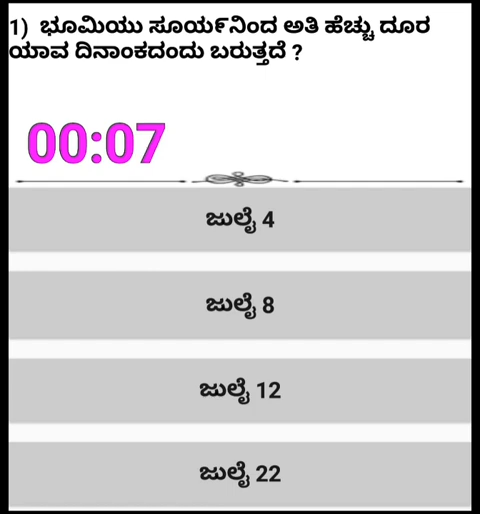 1) ಭೂಮಿಯು ಸೂರ್ಯನಿಂದ ಅತಿ ಹೆಚ್ಚು ದೂರ
ಯಾವ ದಿನಾಂಕದಂದು ಬರುತ್ತದೆ ?
00:07
ಜುಲೈ 4
ಜುಲೈ 8
ಜುಲೈ 12
ಜುಲೈ 22